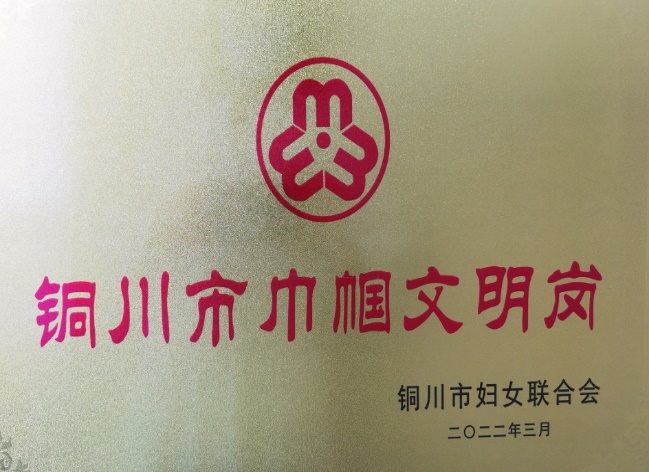 铜川市巾帼文明岗
铜川市妇女联合会
二〇二二年三月